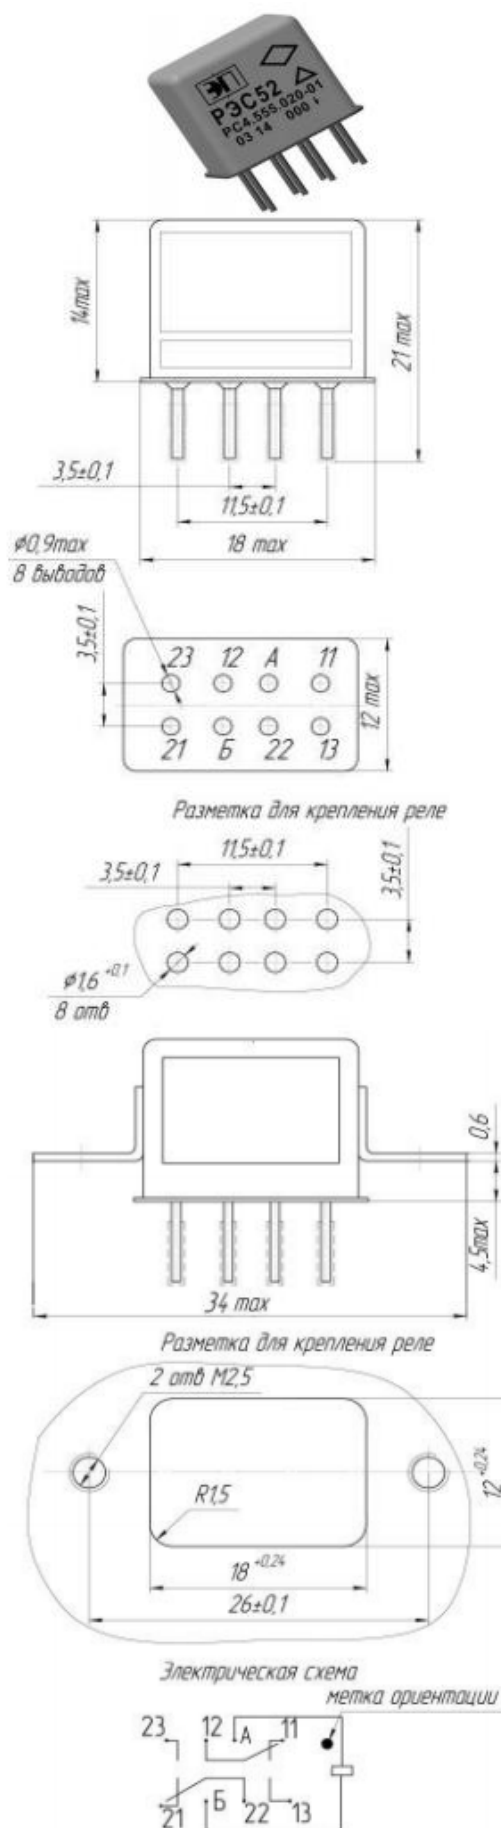 ЭП
РЭС52
РС4.555.020-01
03 14 000 г
14max
21 max
3,5±0,1
11,5±0,1
18 max
⌀0,9max
8 выводов
3,5±0,1
23 12 А 11
12 max
21 Б 22 13
Разметка для крепления реле
11,5±0,1
3,5±0,1
3,5±0,1
⌀1,6 +0,1
8 отв
0,6
4,5max
34 max
Разметка для крепления реле
2 отв М2,5
R1,5
12 +0,24
18 +0,24
26±0,1
Электрическая схема
метка ориентации
23 12 А 11
21 Б 22 13